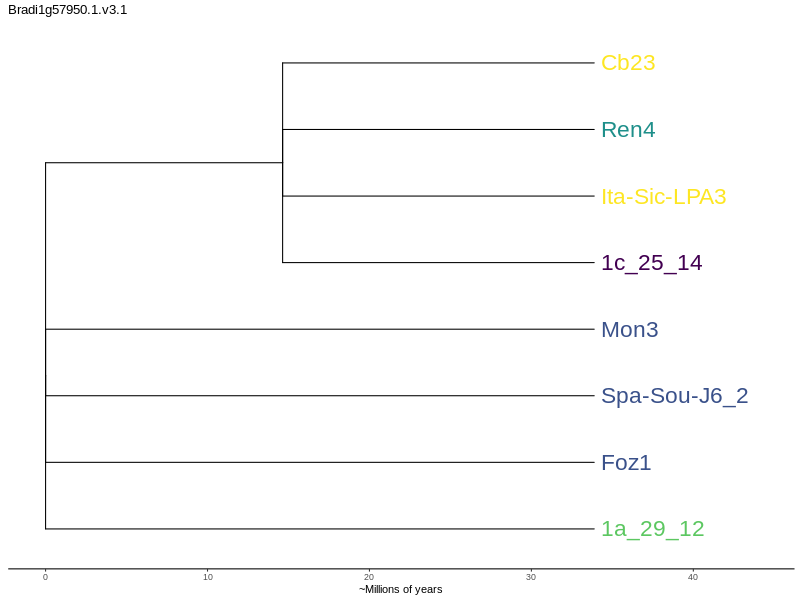 Bradi1g57950.1.v3.1
Cb23
Ren4
Ita-Sic-LPA3
1c_25_14
Mon3
Spa-Sou-J6_2
Foz1
1a_29_12
0 10 20 30 40
~Millions of years